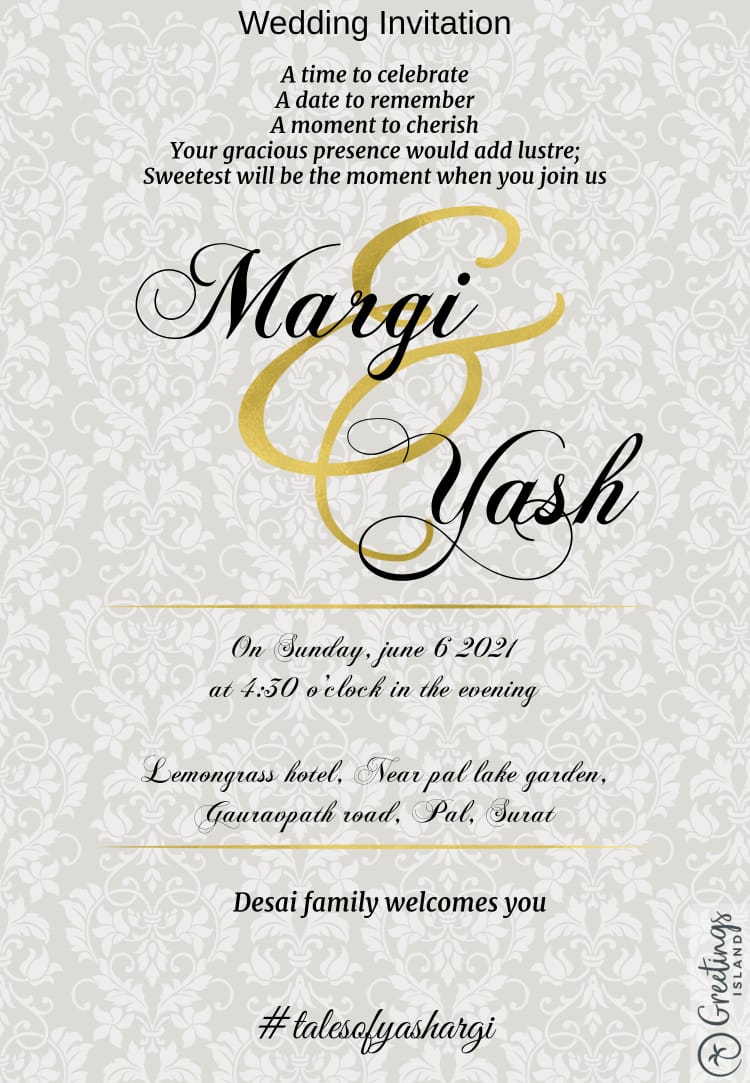 Wedding Invitation
A time to celebrate
A date to remember
A moment to cherish
Your gracious presence would add lustre;
Sweetest will be the moment when you join us
Margi
&
Yash
On Sunday, june 6 2021
at 4:30 o'clock in the evening
Lemongrass hotel, Near pal lake garden,
Gauravpath road, Pal, Surat
Desai family welcomes you
#talesofyashargi
Greetings
ISLAND